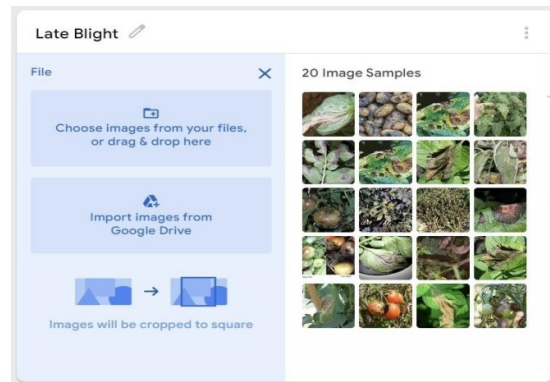 Late Blight
File
Choose images from your files,
or drag & drop here
Import images from
Google Drive
Images will be cropped to square
20 Image Samples